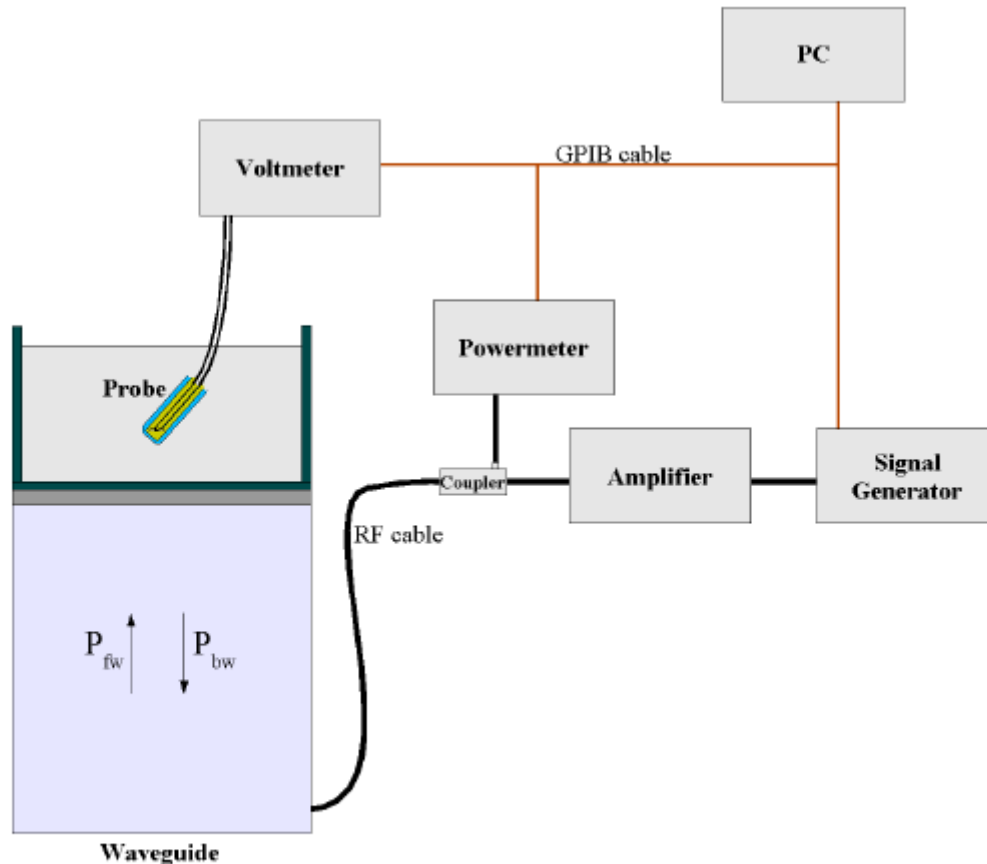 PC
Voltmeter
GPIB cable
Powermeter
Probe
Coupler
Amplifier
Signal
Generator
RF cable
P fw
P bw
Waveguide